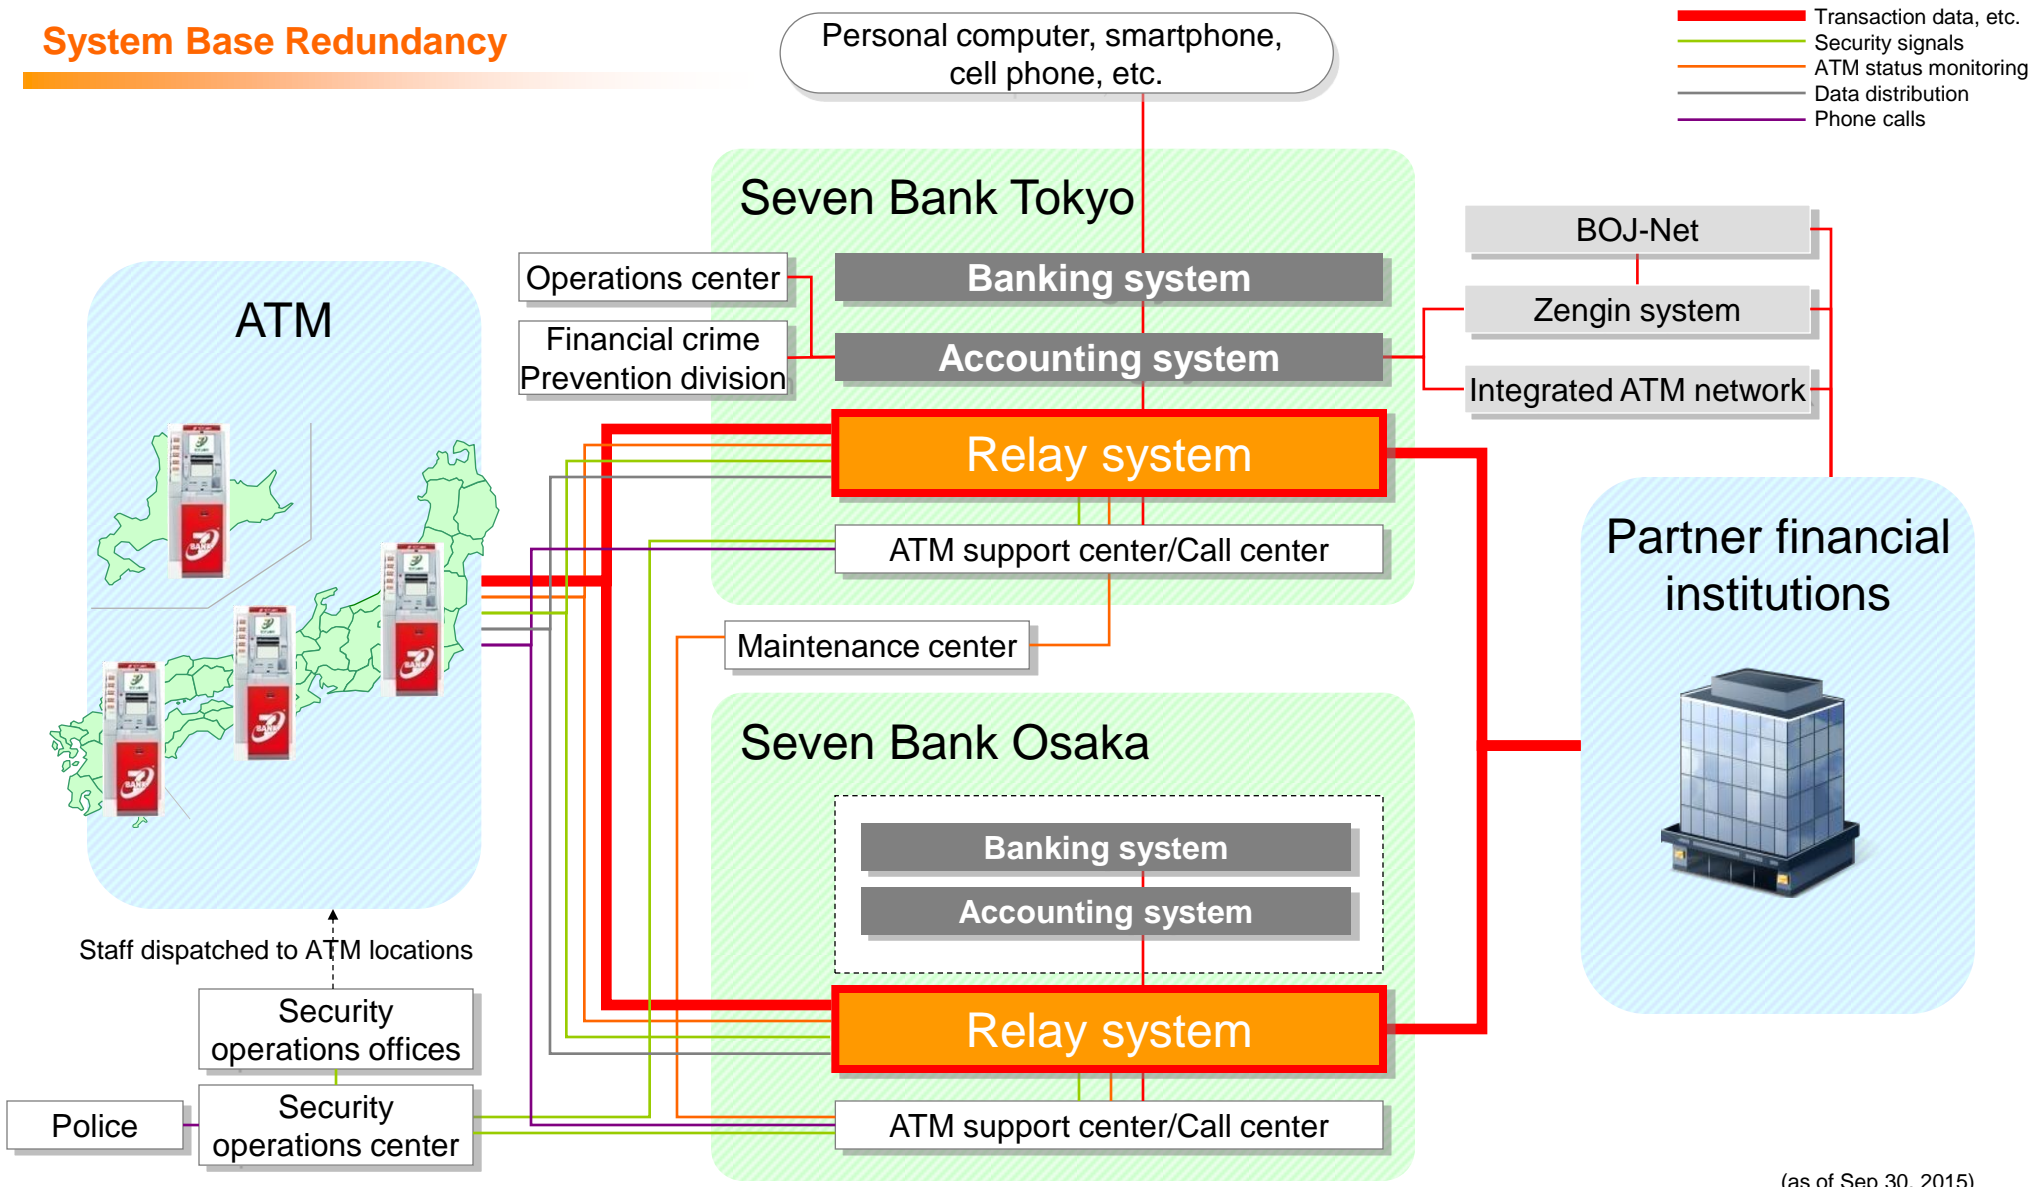 System Base Redundancy
Personal computer, smartphone,
cell phone, etc.
Transaction data, etc.
Security signals
ATM status monitoring
Data distribution
Phone calls
Seven Bank Tokyo
Operations center
Financial crime
Prevention division
Banking system
Accounting system
Relay system
ATM support center/Call center
BOJ-Net
Zengin system
Integrated ATM network
ATM
Partner financial
institutions
Maintenance center
Seven Bank Osaka
Banking system
Accounting system
Relay system
ATM support center/Call center
Staff dispatched to ATM locations
Security
operations offices
Police
Security
operations center
(as of Sep 30, 2015)